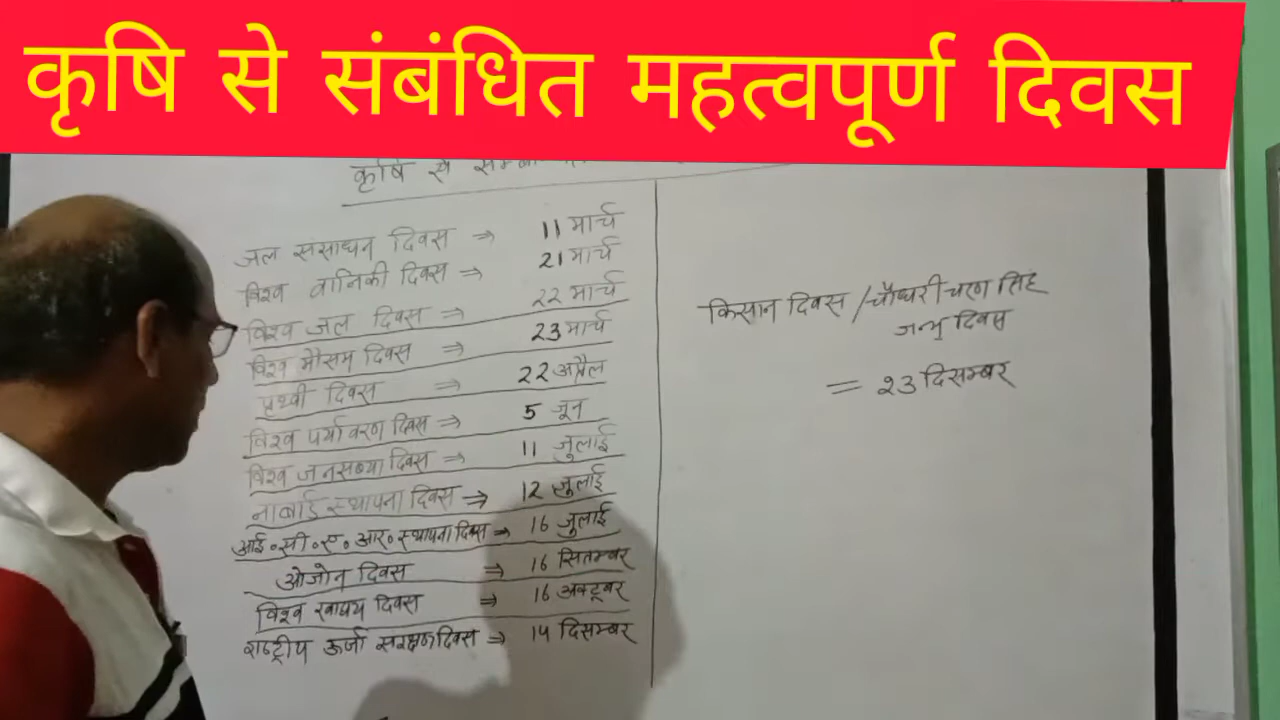 कृषि से संबंधित महत्वपूर्ण दिवस
कृषि से
जल संसाधन दिवस ⇒ 11 मार्च
विश्व वानिकी दिवस ⇒ 21 मार्च
विश्व जल दिवस ⇒ 22 मार्च
विश्व मौसम दिवस ⇒ 23 मार्च
पृथ्वी दिवस ⇒ 22 अप्रैल
विश्व पर्यावरण दिवस ⇒ 5 जून
विश्व जनसंख्या दिवस ⇒ 11 जुलाई
नाबार्ड स्थापना दिवस ⇒ 12 जुलाई
आई॰सी॰ए॰आर॰ स्थापना दिवस ⇒ 16 जुलाई
ओजोन दिवस ⇒ 16 सितम्बर
विश्व खाद्य दिवस ⇒ 16 अक्टूबर
राष्ट्रीय ऊर्जा संरक्षण दिवस ⇒ 14 दिसम्बर
किसान दिवस / चौधरी चरण सिंह
जन्म दिवस
= 23 दिसम्बर